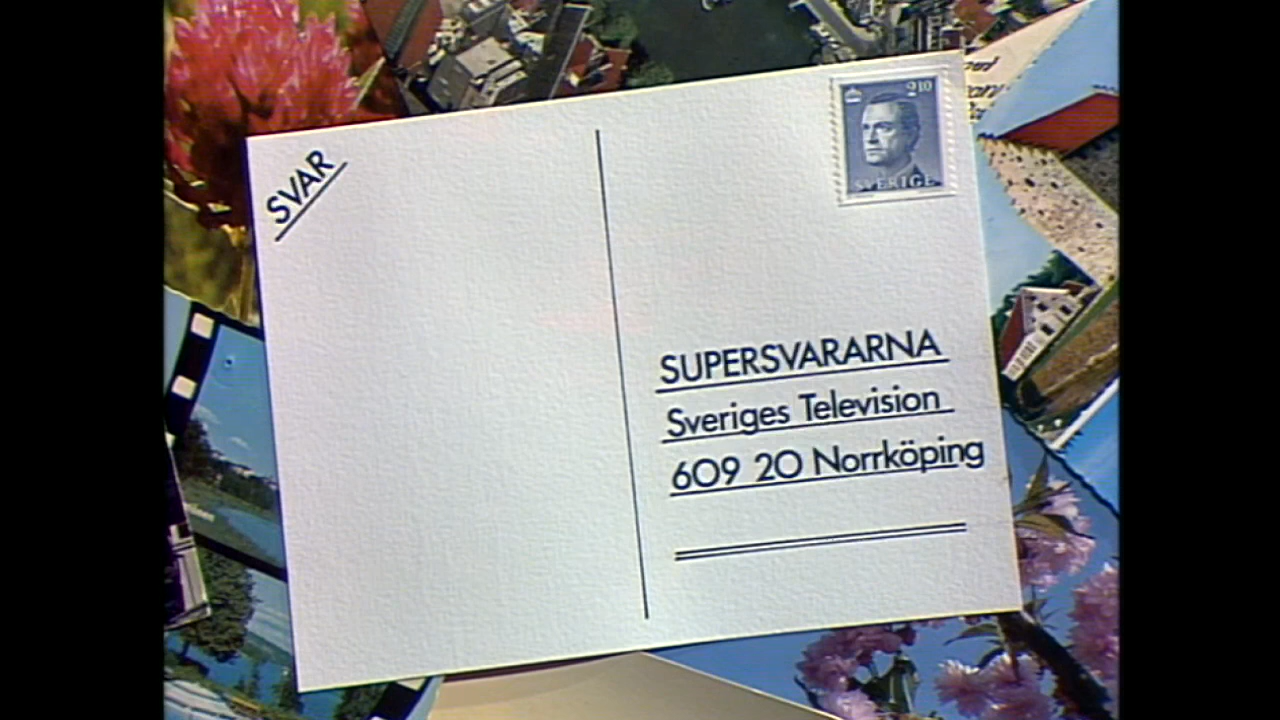 SVAR
2 10
SVERIGE
SUPERSVARARNA
Sveriges Television
609 20 Norrköping